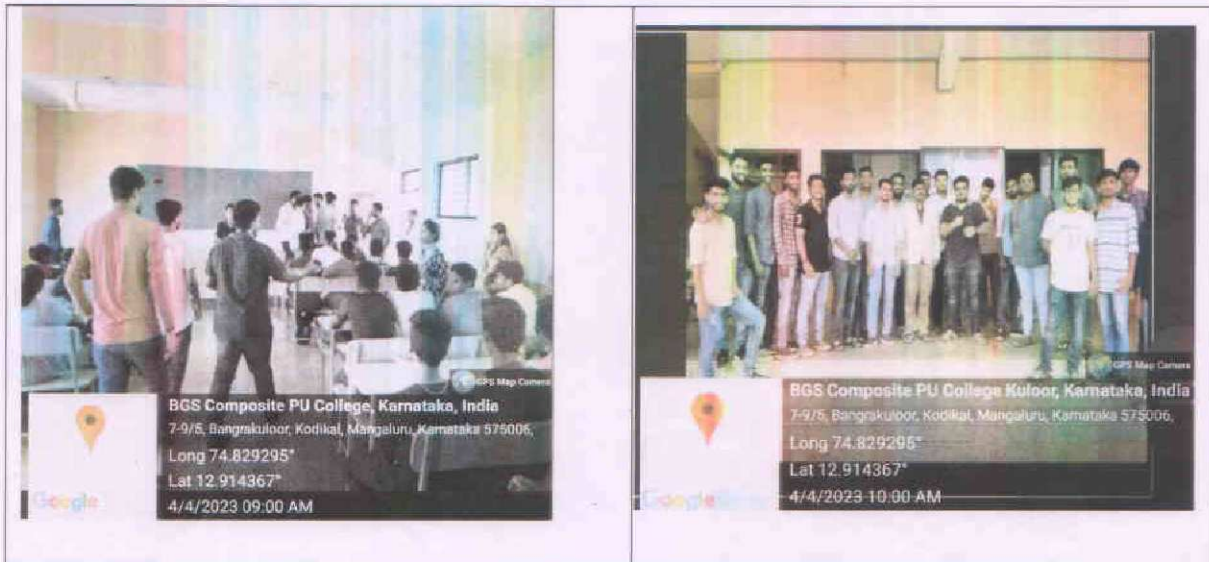 GPS Map Camera
BGS Composite PU College, Karnataka, India
7-9/5, Bangrakuloor, Kodikal, Mangaluru, Karnataka 575006,
Long 74.829295°
Lat 12.914367°
4/4/2023 09:00 AM
Google
GPS Map Camera
BGS Composite PU College Kuloor, Karnataka, India
7-9/5, Bangrakuloor, Kodikal, Mangaluru, Karnataka 575006,
Long 74.829295°
Lat 12.914367°
4/4/2023 10:00 AM
Google